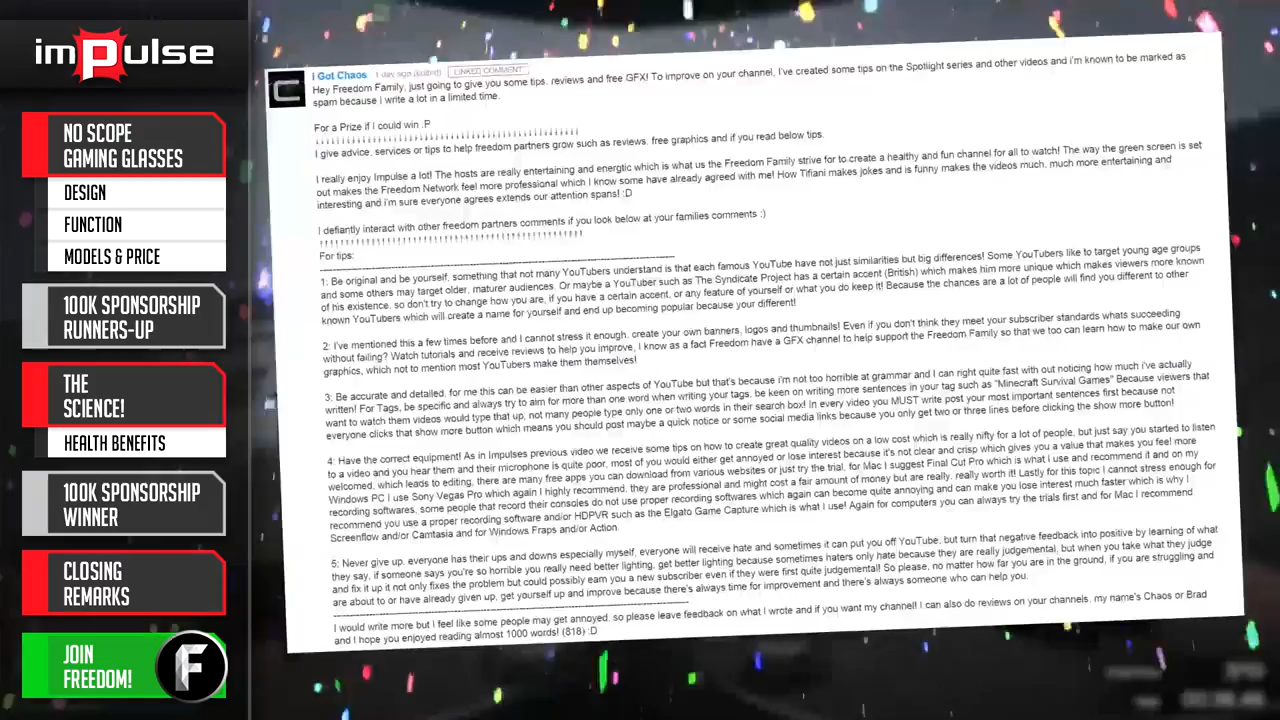 imPulse
NO SCOPE
GAMING GLASSES
DESIGN
FUNCTION
MODELS & PRICE
100K SPONSORSHIP
RUNNERS-UP
THE
SCIENCE!
HEALTH BENEFITS
100K SPONSORSHIP
WINNER
CLOSING
REMARKS
JOIN
FREEDOM!
F
I Got Chaos 1 day ago (edited) LINKED COMMENT
Hey Freedom Family, just going to give you some tips, reviews and free GFX! To improve on your channel, I've created some tips on the Spotlight series and other videos and i'm known to be marked as
spam because I write a lot in a limited time.
For a Prize if I could win :P
I give advice, services or tips to help freedom partners grow such as reviews, free graphics and if you read below tips.
I really enjoy Impulse a lot! The hosts are really entertaining and energtic which is what us the Freedom Family strive for to create a healthy and fun channel for all to watch! The way the green screen is set
out makes the Freedom Network feel more professional which I know some have already agreed with me! How Tifiani makes jokes and is funny makes the videos much, much more entertaining and
interesting and i'm sure everyone agrees extends our attention spans! :D
I defiantly interact with other freedom partners comments if you look below at your families comments :)
For tips:
1: Be original and be yourself, something that not many YouTubers understand is that each famous YouTube have not just similarities but big differences! Some YouTubers like to target young age groups
and some others may target older, maturer audiences. Or maybe a YouTuber such as The Syndicate Project has a certain accent (British) which makes him more unique which makes viewers more known
of his existence, so don't try to change how you are, if you have a certain accent, or any feature of yourself or what you do keep it! Because the chances are a lot of people will find you different to other
known YouTubers which will create a name for yourself and end up becoming popular because your different!
2: I've mentioned this a few times before and I cannot stress it enough, create your own banners, logos and thumbnails! Even if you don't think they meet your subscriber standards whats succeeding
without failing? Watch tutorials and receive reviews to help you improve, I know as a fact Freedom have a GFX channel to help support the Freedom Family so that we too can learn how to make our own
graphics, which not to mention most YouTubers make them themselves!
3: Be accurate and detailed, for me this can be easier than other aspects of YouTube but that's because i'm not too horrible at grammar and I can right quite fast with out noticing how much i've actually
written! For Tags, be specific and always try to aim for more than one word when writing your tags, be keen on writing more sentences in your tag such as "Minecraft Survival Games" Because viewers that
want to watch them videos would type that up, not many people type only one or two words in their search box! In every video you MUST write post your most important sentences first because not
everyone clicks that show more button which means you should post maybe a quick notice or some social media links because you only get two or three lines before clicking the show more button!
4: Have the correct equipment! As in Impulses previous video we receive some tips on how to create great quality videos on a low cost which is really nifty for a lot of people, but just say you started to listen
to a video and you hear them and their microphone is quite poor, most of you would either get annoyed or lose interest because it's not clear and crisp which gives you a value that makes you feel more
welcomed, which leads to editing, there are many free apps you can download from various websites or just try the trial, for Mac I suggest Final Cut Pro which is what I use and recommend it and on my
Windows PC I use Sony Vegas Pro which again I highly recommend, they are professional and might cost a fair amount of money but are really, really worth it! Lastly for this topic I cannot stress enough for
recording softwares, some people that record their consoles do not use proper recording softwares which again can become quite annoying and can make you lose interest much faster which is why I
recommend you use a proper recording software and/or HDPVR such as the Elgato Game Capture which is what I use! Again for computers you can always try the trials first and for Mac I recommend
Screenflow and/or Camtasia and for Windows Fraps and/or Action.
5: Never give up, everyone has their ups and downs especially myself, everyone will receive hate and sometimes it can put you off YouTube, but turn that negative feedback into positive by learning of what
they say, if someone says you're so horrible you really need better lighting, get better lighting because sometimes haters only hate because they are really judgemental, but when you take what they judge
and fix it up it not only fixes the problem but could possibly earn you a new subscriber even if they were first quite judgemental! So please, no matter how far you are in the ground, if you are struggling and
are about to or have already given up, get yourself up and improve because there's always time for improvement and there's always someone who can help you.
I would write more but I feel like some people may get annoyed, so please leave feedback on what I wrote and if you want my channel! I can also do reviews on your channels, my name's Chaos or Brad
and I hope you enjoyed reading almost 1000 words! (818) :D